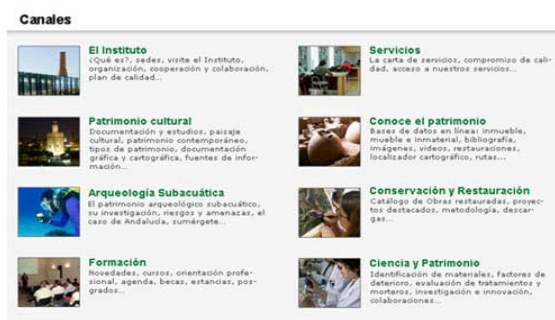 Canales
El Instituto
¿Qué es?, sedes, visite el Instituto,
organización, cooperación y colaboración,
plan de calidad...
Servicios
La carta de servicios, compromiso de cali-
dad, acceso a nuestros servicios...
Patrimonio cultural
Documentación y estudios, paisaje
cultural, patrimonio contemporáneo,
tipos de patrimonio, documentación
gráfica y cartográfica, fuentes de infor-
mación...
Conoce el patrimonio
Bases de datos en línea: inmueble,
mueble e inmaterial, bibliografía,
imágenes, videos, restauraciones,
localizador cartográfico, rutas...
Arqueología Subacuática
El patrimonio arqueológico subacuático,
su investigación, riesgos y amenazas, el
caso de Andalucía, sumérgete...
Conservación y Restauración
Catálogo de Obras restauradas, proyec-
tos destacados, metodología, descar-
gas...
Formación
Novedades, cursos, orientación profe-
sional, agenda, becas, estancias, pos-
grados...
Ciencia y Patrimonio
Identificación de materiales, factores de
deterioro, evaluación de tratamientos y
morteros, investigación e innovación,
colaboraciones...